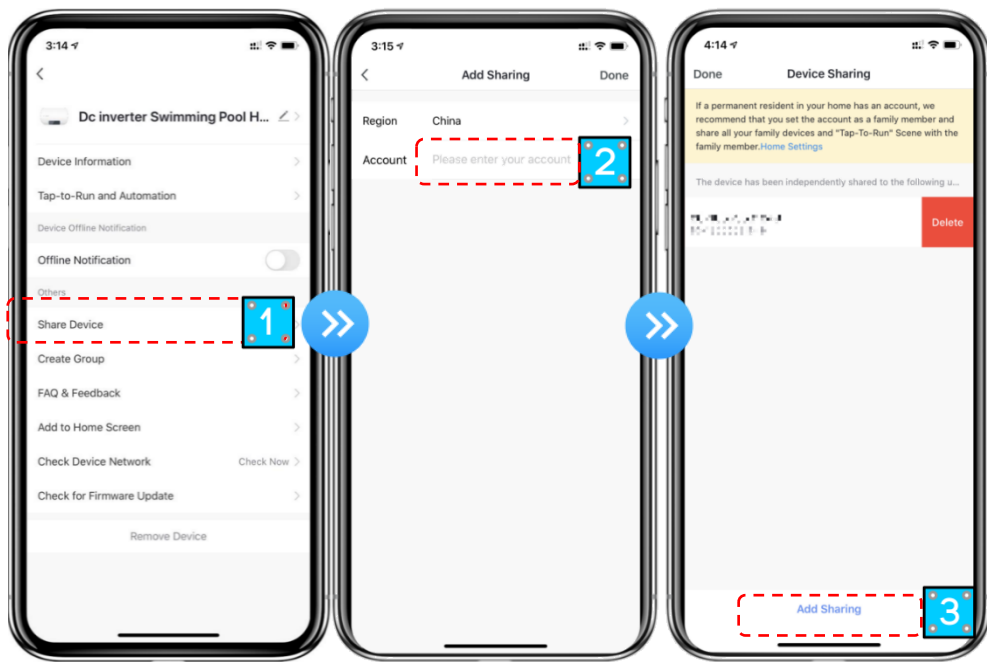 3:14
Dc inverter Swimming Pool H...
Device Information
Tap-to-Run and Automation
Device Offline Notification
Offline Notification
Others
Share Device
1
Create Group
FAQ & Feedback
Add to Home Screen
Check Device Network Check Now
Check for Firmware Update
Remove Device
3:15
Add Sharing Done
Region China
Account Please enter your account
2
4:14
Done Device Sharing
If a permanent resident in your home has an account, we
recommend that you set the account as a family member and
share all your family devices and "Tap-To-Run" Scene with the
family member.Home Settings
The device has been independently shared to the following u...
Delete
Add Sharing
3